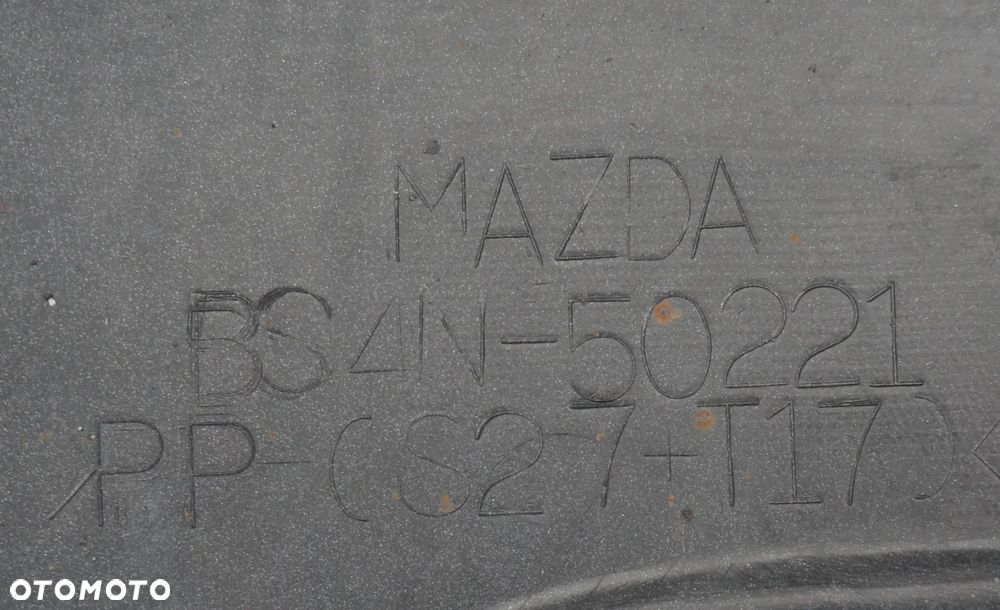 MAZDA
BS4N-50221
>PP-(S27+T17)<
OTOMOTO